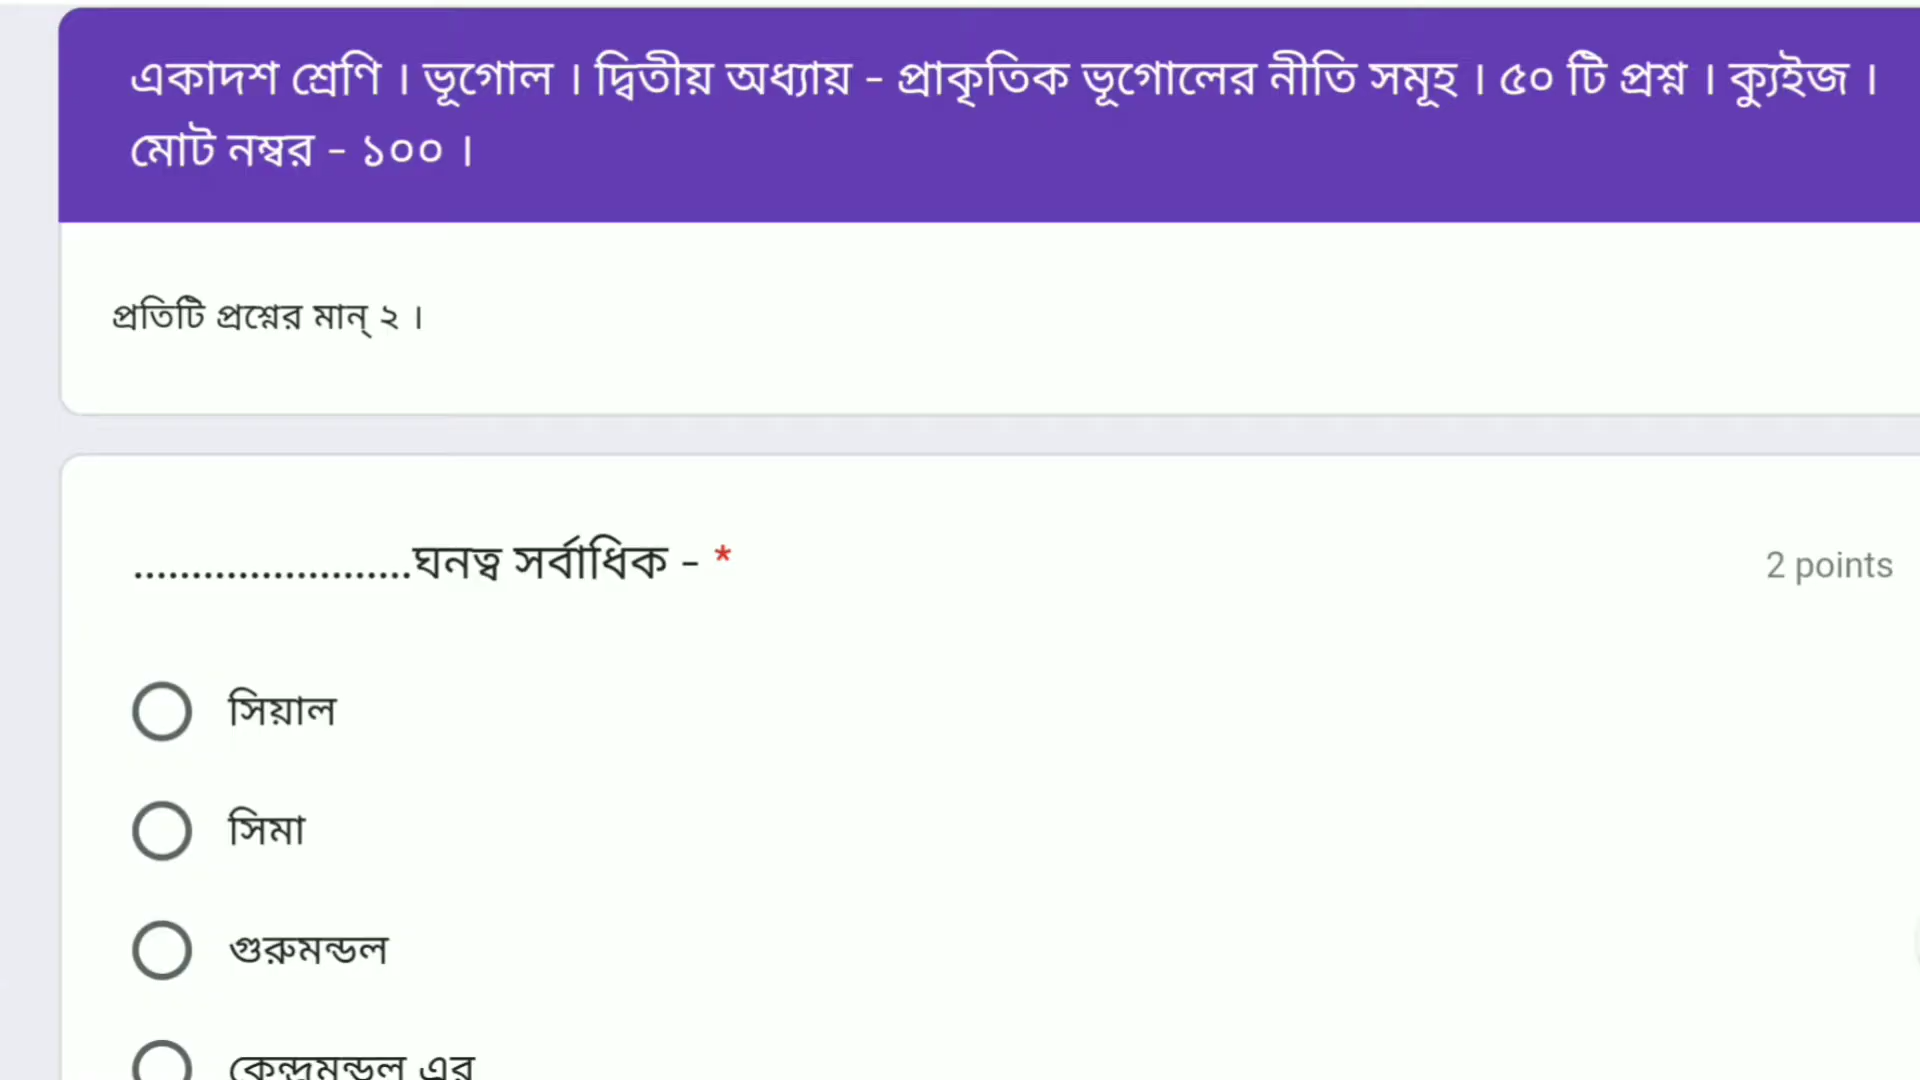 একাদশ শ্রেণি । ভূগোল । দ্বিতীয় অধ্যায় - প্রাকৃতিক ভূগোলের নীতি সমূহ । ৫০ টি প্রশ্ন । ক্যুইজ ।
মোট নম্বর - ১০০ ।
প্রতিটি প্রশ্নের মান্ ২ ।
........................ঘনত্ব সর্বাধিক - *
2 points
সিয়াল
সিমা
গুরুমন্ডল
কেন্দ্রমন্ডল এর